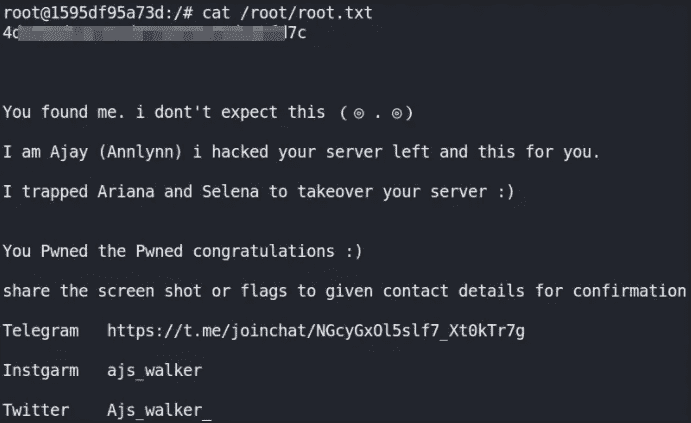 root@1595df95a73d:/# cat /root/root.txt
You found me. i dont't expect this (◎ . ◎)
I am Ajay (Annlynn) i hacked your server left and this for you.
I trapped Ariana and Selena to takeover your server :)
You Pwned the Pwned congratulations :)
share the screen shot or flags to given contact details for confirmation
Telegram https://t.me/joinchat/NGcyGxOl5slf7_Xt0kTr7g
Instgarm ajs_walker
Twitter Ajs_walker_